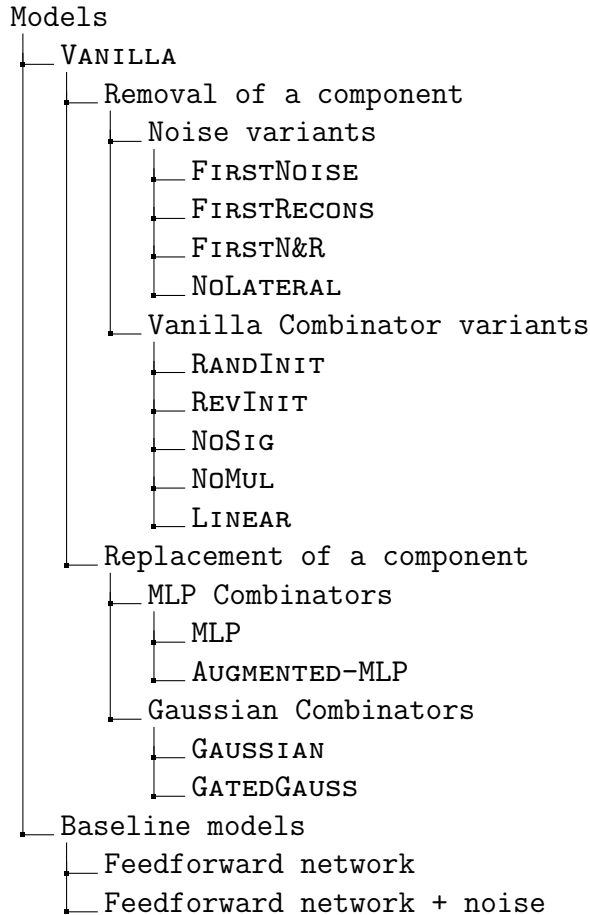 Models
Vanilla
Removal of a component
Noise variants
FirstNoise
FirstRecons
FirstN&R
NoLateral
Vanilla Combinator variants
RandInit
RevInit
NoSig
NoMul
Linear
Replacement of a component
MLP Combinators
MLP
Augmented-MLP
Gaussian Combinators
Gaussian
GatedGauss
Baseline models
Feedforward network
Feedforward network + noise